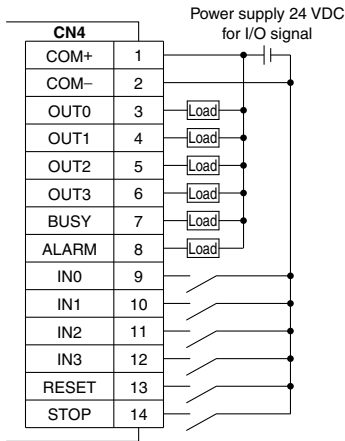 Power supply 24 VDC
for I/O signal
CN4
COM+ 1
COM− 2
OUT0 3 Load
OUT1 4 Load
OUT2 5 Load
OUT3 6 Load
BUSY 7 Load
ALARM 8 Load
IN0 9
IN1 10
IN2 11
IN3 12
RESET 13
STOP 14